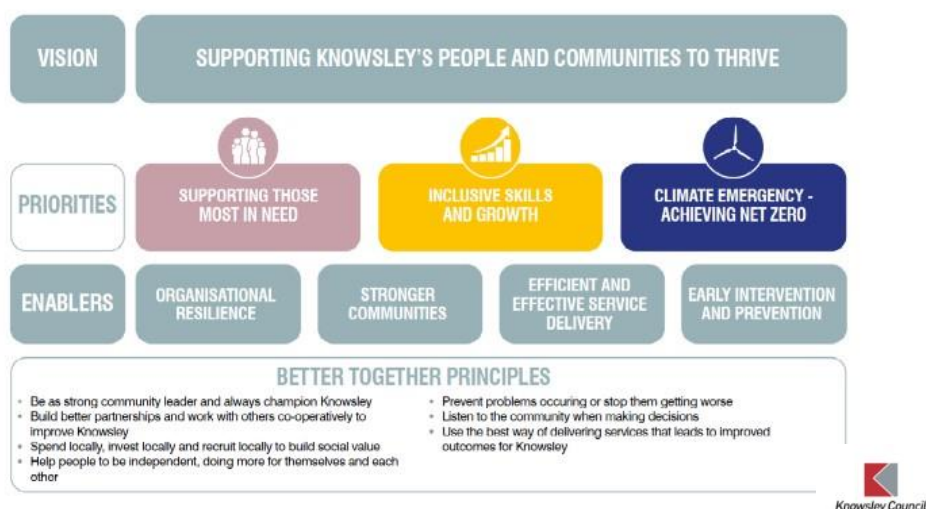 VISION
SUPPORTING KNOWSLEY'S PEOPLE AND COMMUNITIES TO THRIVE
PRIORITIES
SUPPORTING THOSE
MOST IN NEED
INCLUSIVE SKILLS
AND GROWTH
CLIMATE EMERGENCY -
ACHIEVING NET ZERO
ENABLERS
ORGANISATIONAL
RESILIENCE
STRONGER
COMMUNITIES
EFFICIENT AND
EFFECTIVE SERVICE
DELIVERY
EARLY INTERVENTION
AND PREVENTION
BETTER TOGETHER PRINCIPLES
• Be as strong community leader and always champion Knowsley
• Build better partnerships and work with others co-operatively to
improve Knowsley
• Spend locally, invest locally and recruit locally to build social value
• Help people to be independent, doing more for themselves and each
other
• Prevent problems occuring or stop them getting worse
• Listen to the community when making decisions
• Use the best way of delivering services that leads to improved
outcomes for Knowsley
Knowsley Council